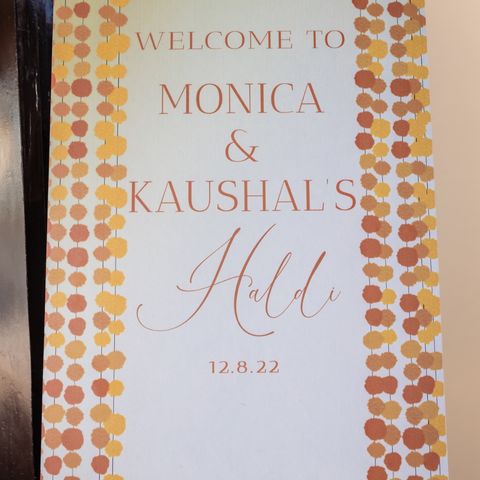 WELCOME TO
MONICA
&
KAUSHAL'S
Haldi
12.8.22